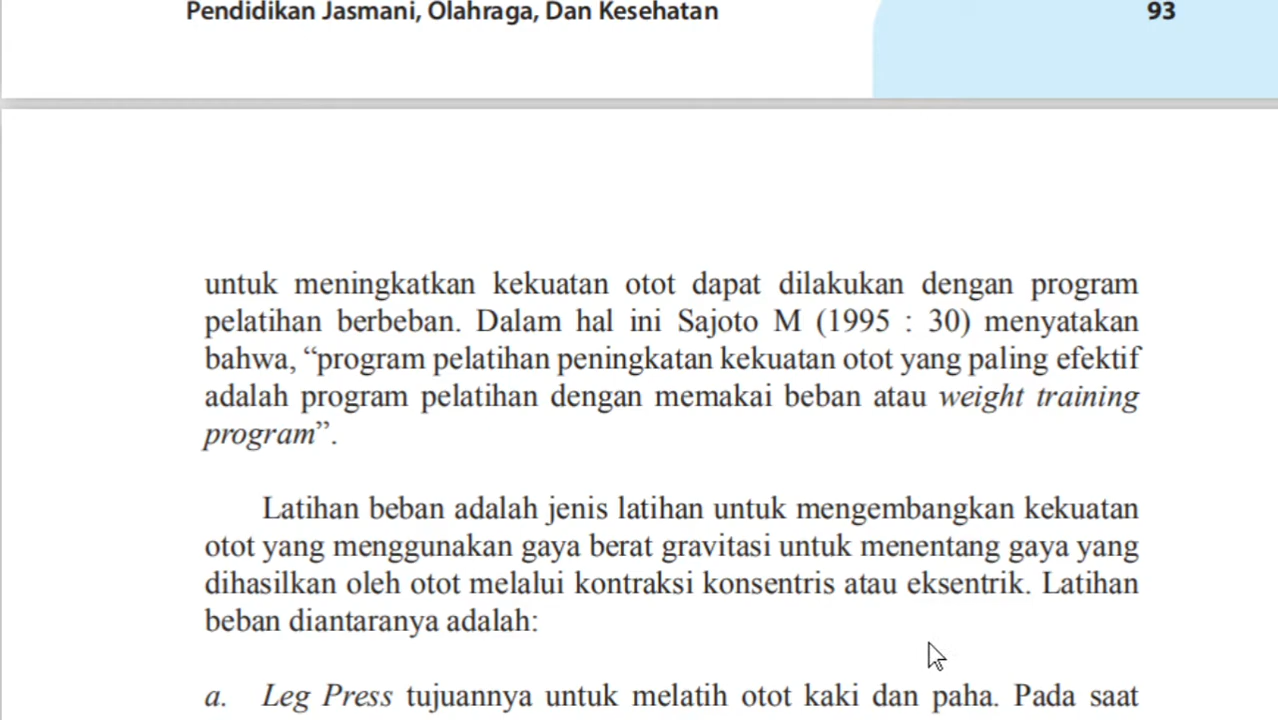 Pendidikan Jasmani, Olahraga, Dan Kesehatan 93
untuk meningkatkan kekuatan otot dapat dilakukan dengan program
pelatihan berbeban. Dalam hal ini Sajoto M (1995 : 30) menyatakan
bahwa, “program pelatihan peningkatan kekuatan otot yang paling efektif
adalah program pelatihan dengan memakai beban atau weight training
program”.
Latihan beban adalah jenis latihan untuk mengembangkan kekuatan
otot yang menggunakan gaya berat gravitasi untuk menentang gaya yang
dihasilkan oleh otot melalui kontraksi konsentris atau eksentrik. Latihan
beban diantaranya adalah:
a. Leg Press tujuannya untuk melatih otot kaki dan paha. Pada saat